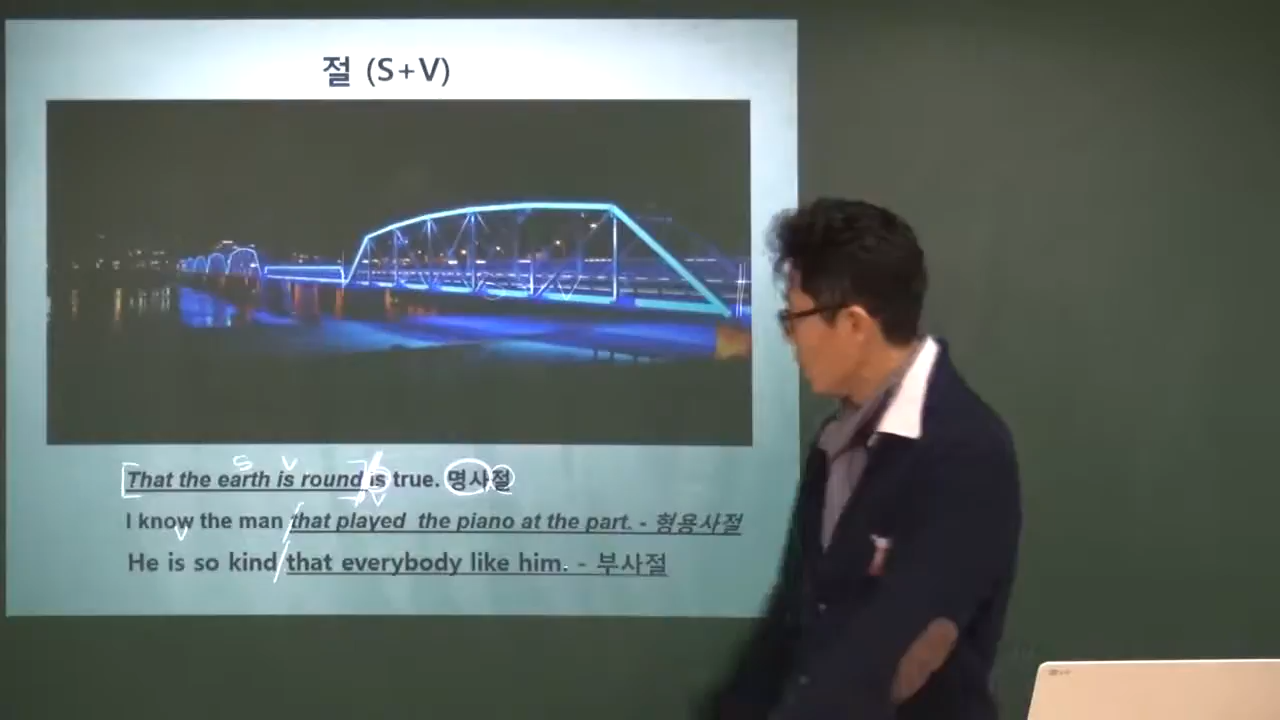 절 (S+V)
S V
S V
That the earth is round is true. 명사절
V
I know the man that played the piano at the part. - 형용사절
V
He is so kind that everybody like him. - 부사절